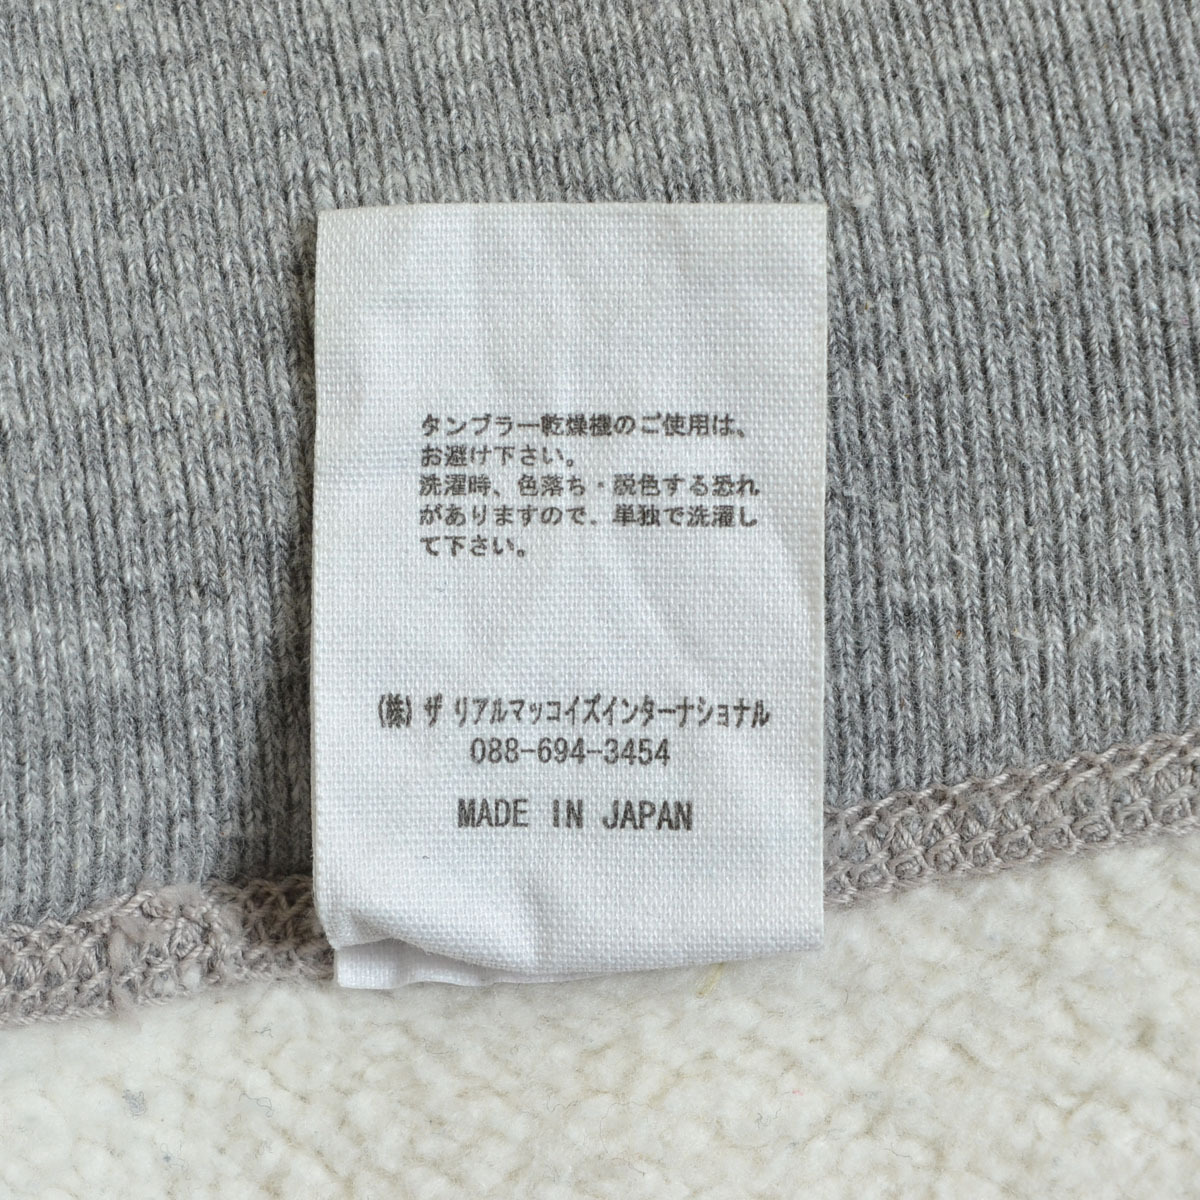 タンブラー乾燥機のご使用は、
お避け下さい。
洗濯時、色落ち・脱色する恐れ
がありますので、単独で洗濯し
て下さい。
(株) ザ リアルマッコイズインターナショナル
088-694-3454
MADE IN JAPAN